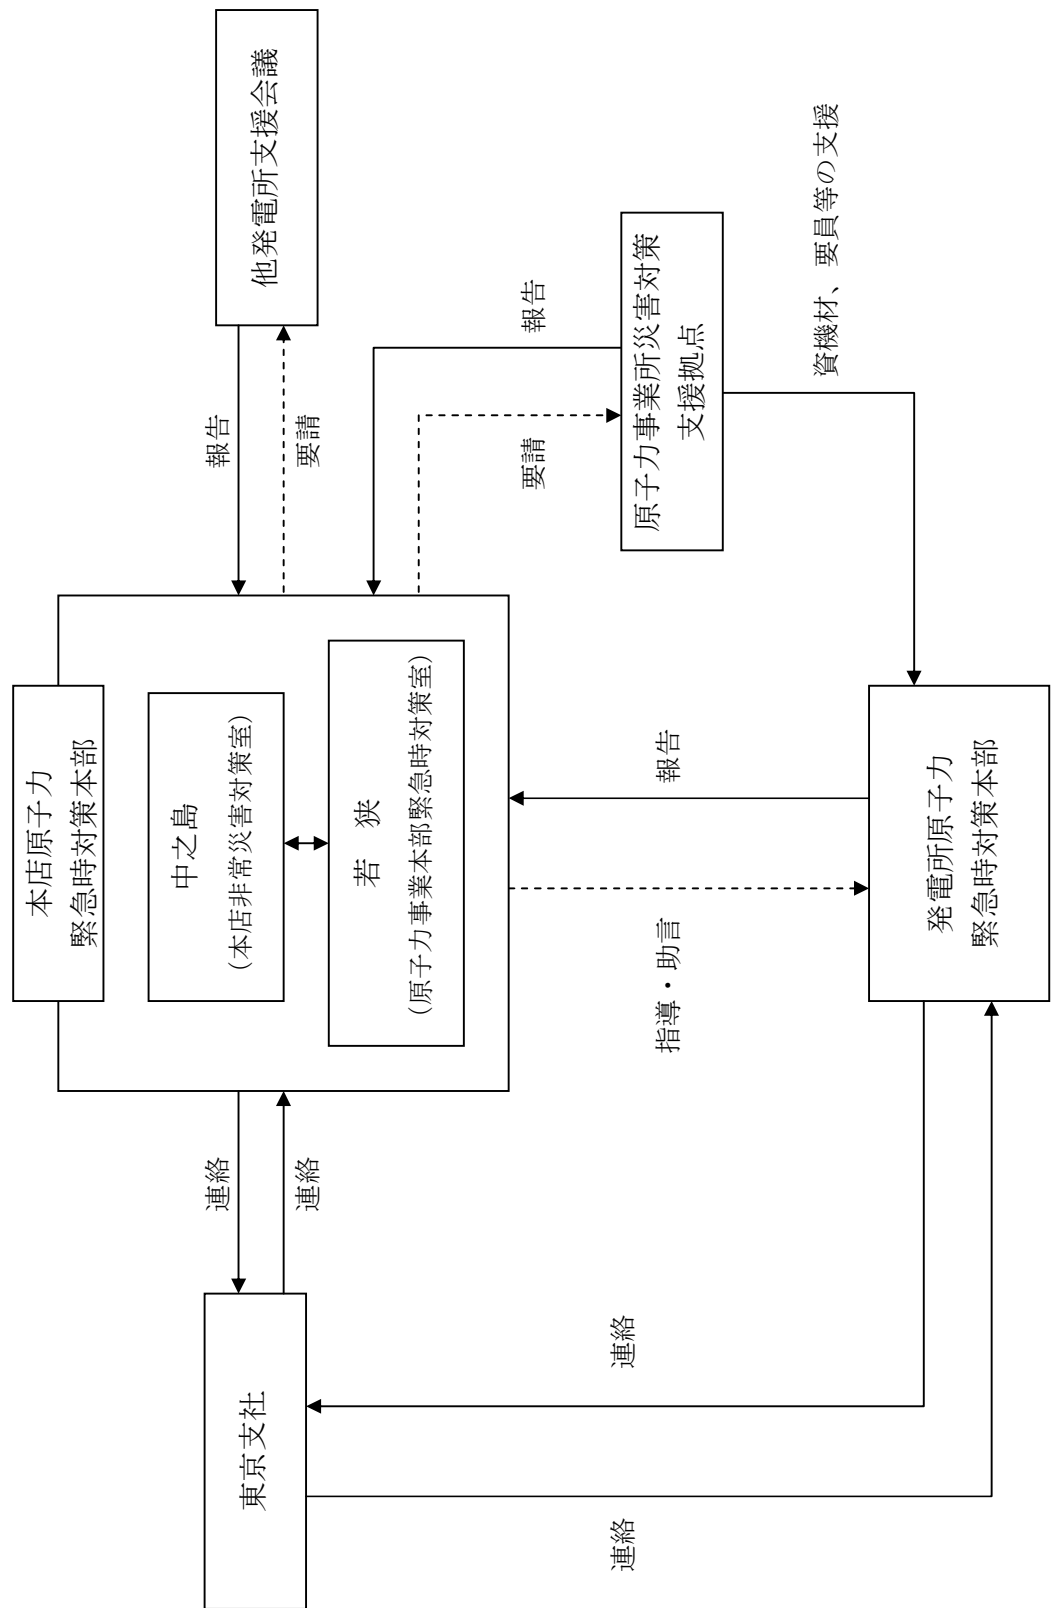 本店原子力
緊急時対策本部
中之島
(本店非常災害対策室)
若 狭
(原子力事業本部緊急時対策室)
東京支社
連絡
連絡
報告
要請
他発電所支援会議
報告
要請
原子力事業所災害対策
支援拠点
資機材、要員等の支援
指導・助言
報告
連絡
連絡
発電所原子力
緊急時対策本部